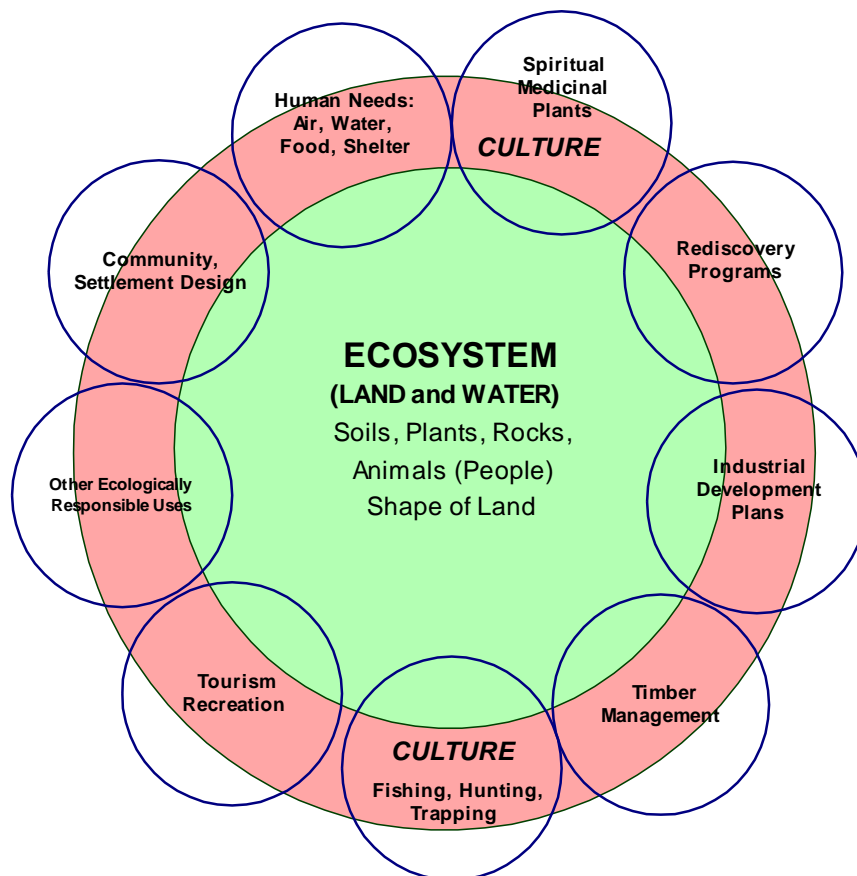 Spiritual
Medicinal
Plants
Human Needs:
Air, Water,
Food, Shelter
CULTURE
Rediscovery
Programs
Community,
Settlement Design
ECOSYSTEM
(LAND and WATER)
Soils, Plants, Rocks,
Animals (People)
Shape of Land
Industrial
Development
Plans
Other Ecologically
Responsible Uses
Tourism
Recreation
Timber
Management
CULTURE
Fishing, Hunting,
Trapping